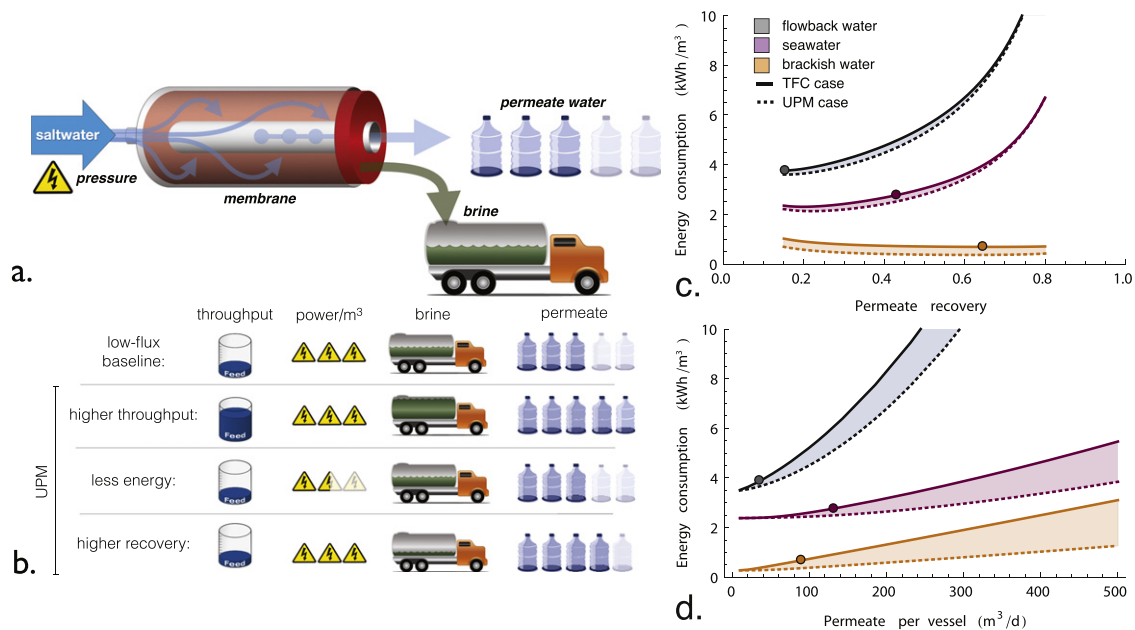 saltwater
pressure
membrane
permeate water
brine
a.
throughput
power/m³
brine
permeate
low-flux
baseline:
Feed
higher throughput:
Feed
less energy:
Feed
higher recovery:
Feed
UPM
b.
10
8
6
4
2
0
Energy consumption (kWh/m³)
flowback water
seawater
brackish water
TFC case
UPM case
0.0
0.2
0.4
0.6
0.8
1.0
Permeate recovery
c.
10
8
6
4
2
0
Energy consumption (kWh/m³)
0
100
200
300
400
500
Permeate per vessel (m³/d)
d.